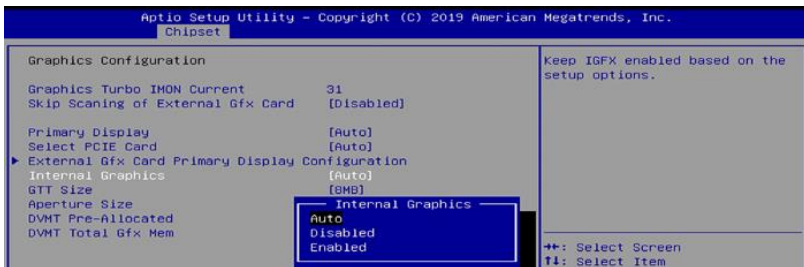 Aptio Setup Utility – Copyright (C) 2019 American Megatrends, Inc.
Chipset
Graphics Configuration
Graphics Turbo IMON Current 31
Skip Scaning of External Gfx Card [Disabled]
Primary Display [Auto]
Select PCIE Card [Auto]
External Gfx Card Primary Display Configuration
Internal Graphics [Auto]
GTT Size [8MB]
Aperture Size
DVMT Pre-Allocated
DVMT Total Gfx Mem
Internal Graphics
Auto
Disabled
Enabled
Keep IGFX enabled based on the
setup options.
→←: Select Screen
↑↓: Select Item